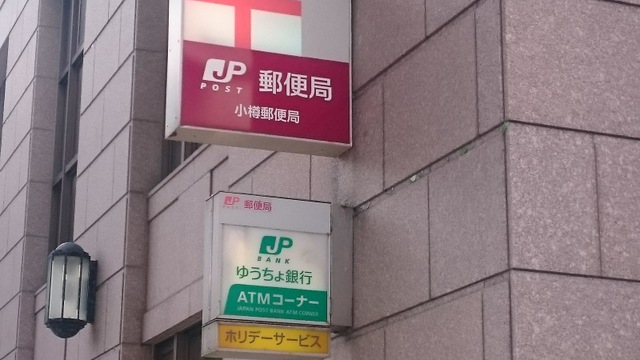 JP 郵便局
POST
小樽郵便局
JP 郵便局
JP
BANK
ゆうちょ銀行
ATMコーナー
JAPAN POST BANK ATM CORNER
ホリデーサービス